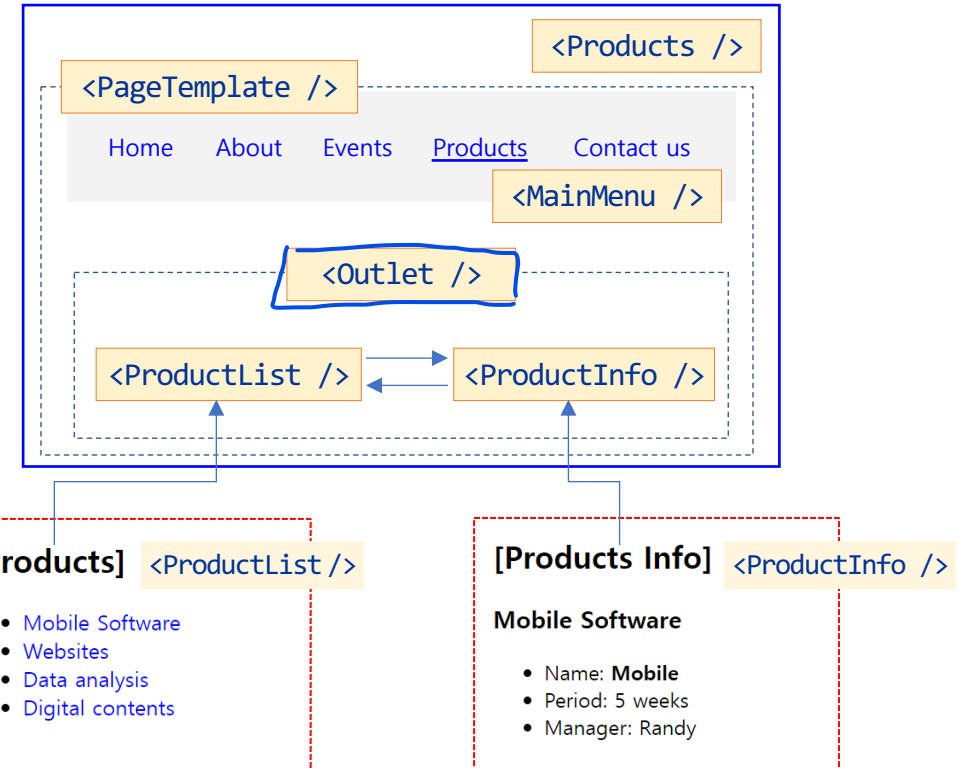 <Products />
<PageTemplate />
Home About Events Products Contact us
<MainMenu />
<Outlet />
<ProductList /> <ProductInfo />
roducts] <ProductList /> [Products Info] <ProductInfo />
• Mobile Software
• Websites
• Data analysis
• Digital contents
Mobile Software
• Name: Mobile
• Period: 5 weeks
• Manager: Randy